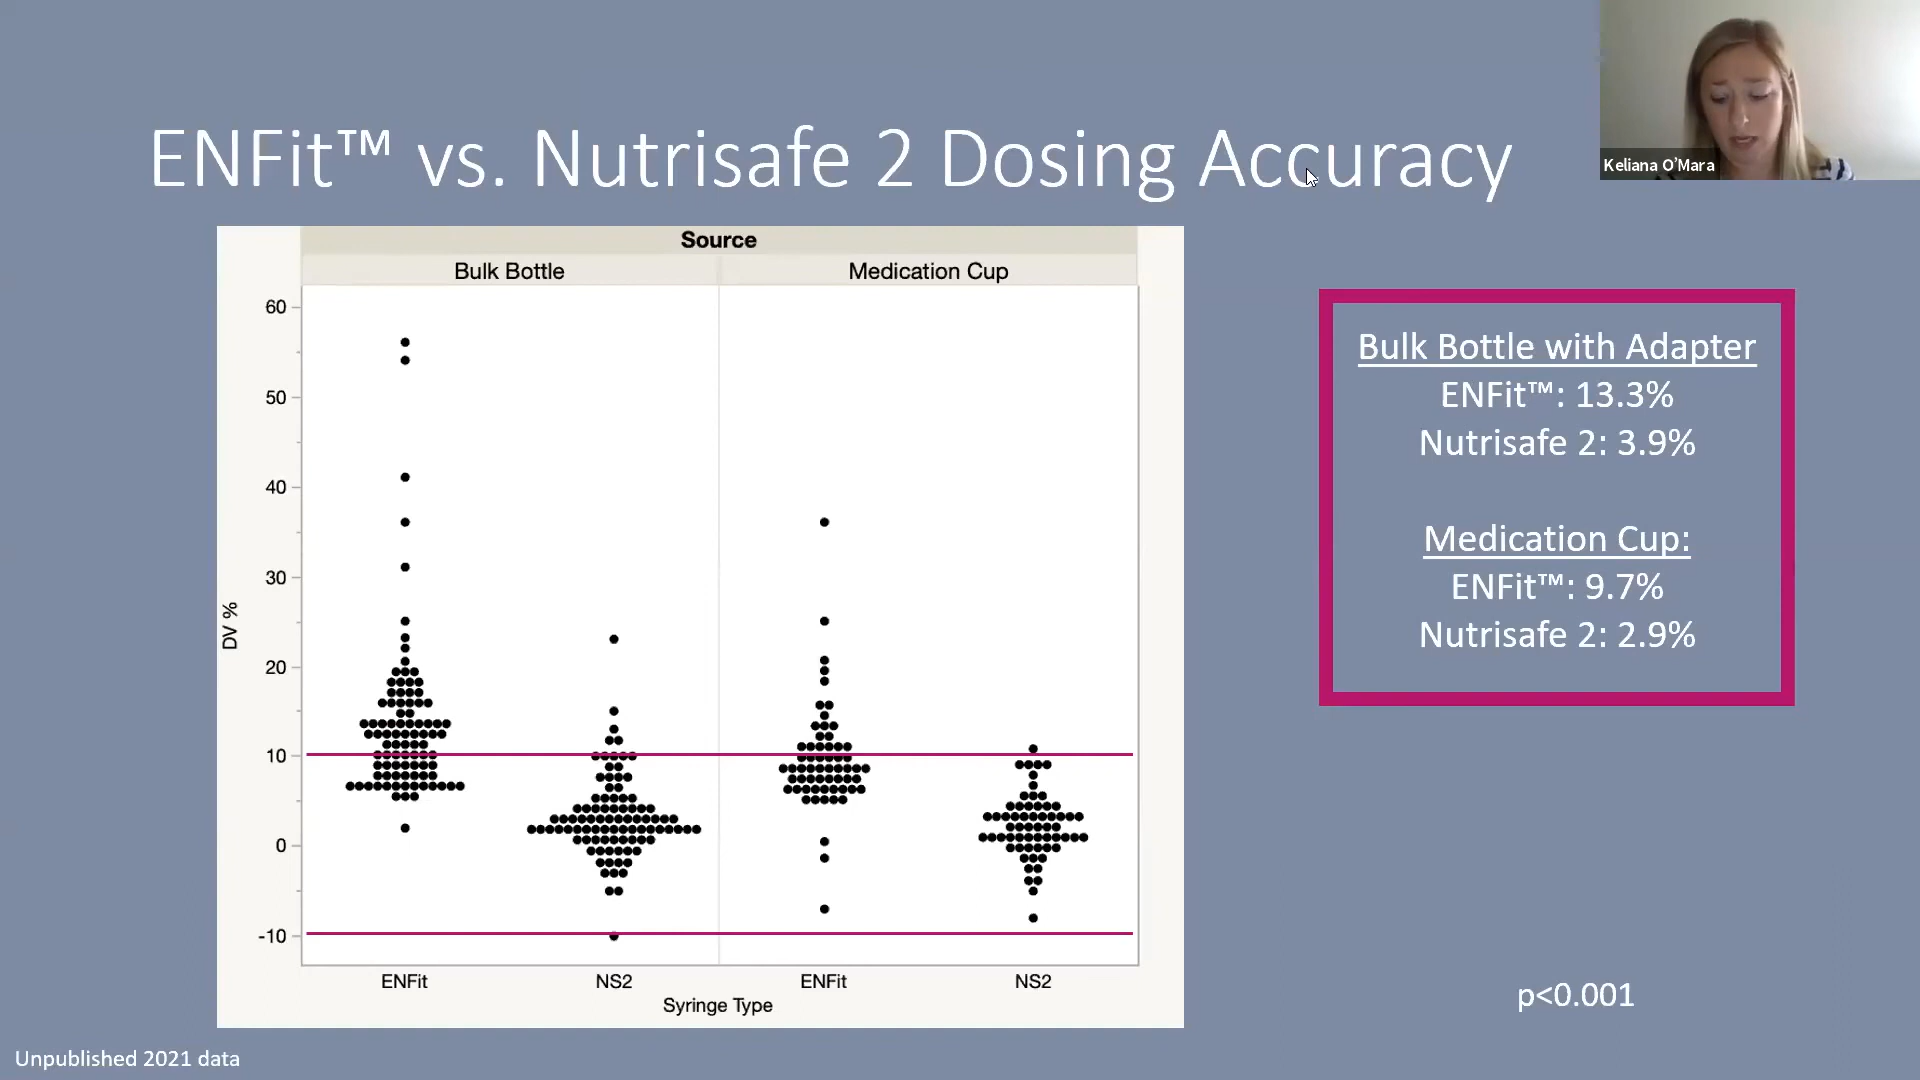 ENFit™ vs. Nutrisafe 2 Dosing Accuracy
Keliana O'Mara
Source
Bulk Bottle
Medication Cup
60
50
40
30
20
10
0
-10
DV %
ENFit
NS2
ENFit
NS2
Syringe Type
Bulk Bottle with Adapter
ENFit™: 13.3%
Nutrisafe 2: 3.9%
Medication Cup:
ENFit™: 9.7%
Nutrisafe 2: 2.9%
p<0.001
Unpublished 2021 data